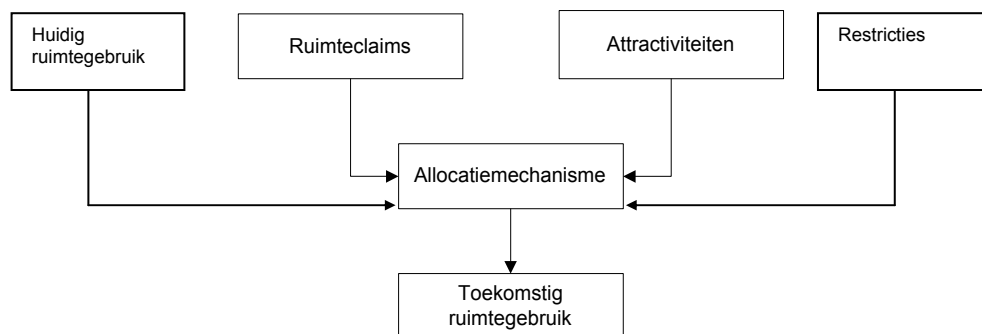 Huidig
ruimtegebruik
Ruimteclaims
Attractiviteiten
Restricties
Allocatiemechanisme
Toekomstig
ruimtegebruik